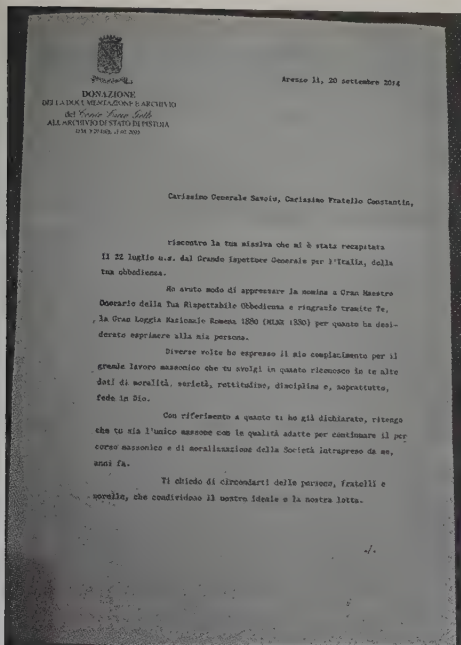 DONAZIONE
DELLA DOCUMENTAZIONE E ARCHIVIO
del Conte Licio Gelli
ALL'ARCHIVIO DI STATO DI PISTOIA
Arezzo li, 20 settembre 2014
Carissimo Generale Savoiu, Carissimo Fratello Constantin,
riscontro la tua missiva che mi è stata recapitata
il 22 luglio u.s. dal Grande Ispettore Generale per l'Italia, della
tua obbedienza.
Ho avuto modo di apprezzare la nomina a Gran Maestro
Onorario della Tua Rispettabile Obbedienza e ringrazio tramite Te,
la Gran Loggia Nazionale Romena 1880 (MLNR 1880) per quanto ha desi-
derato esprimere alla mia persona.
Diverse volte ho espresso il mio compiacimento per il
grande lavoro massonico che tu svolgi in quanto riconosco in te alte
doti di moralità, serietà, rettitudine, disciplina e, soprattutto,
fede in Dio.
Con riferimento a quanto ti ho già dichiarato, ritengo
che tu sia l'unico massone con le qualità adatte per continuare il per
corso massonico e di moralizzazione della Società intrapreso da me,
anni fa.
Ti chiedo di circondarti delle persone, fratelli e
sorelle, che condividono il nostro ideale e la nostra lotta.
./.